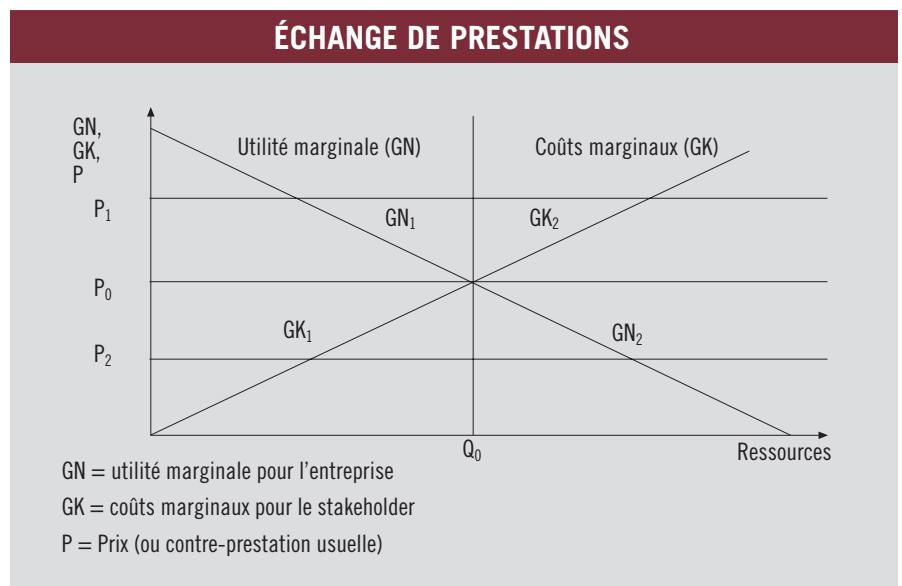 ÉCHANGE DE PRESTATIONS
GN,
GK,
P
Utilité marginale (GN)
Coûts marginaux (GK)
P₁
GN₁
GK₂
P₀
GK₁
GN₂
P₂
Q₀
Ressources
GN = utilité marginale pour l'entreprise
GK = coûts marginaux pour le stakeholder
P = Prix (ou contre-prestation usuelle)